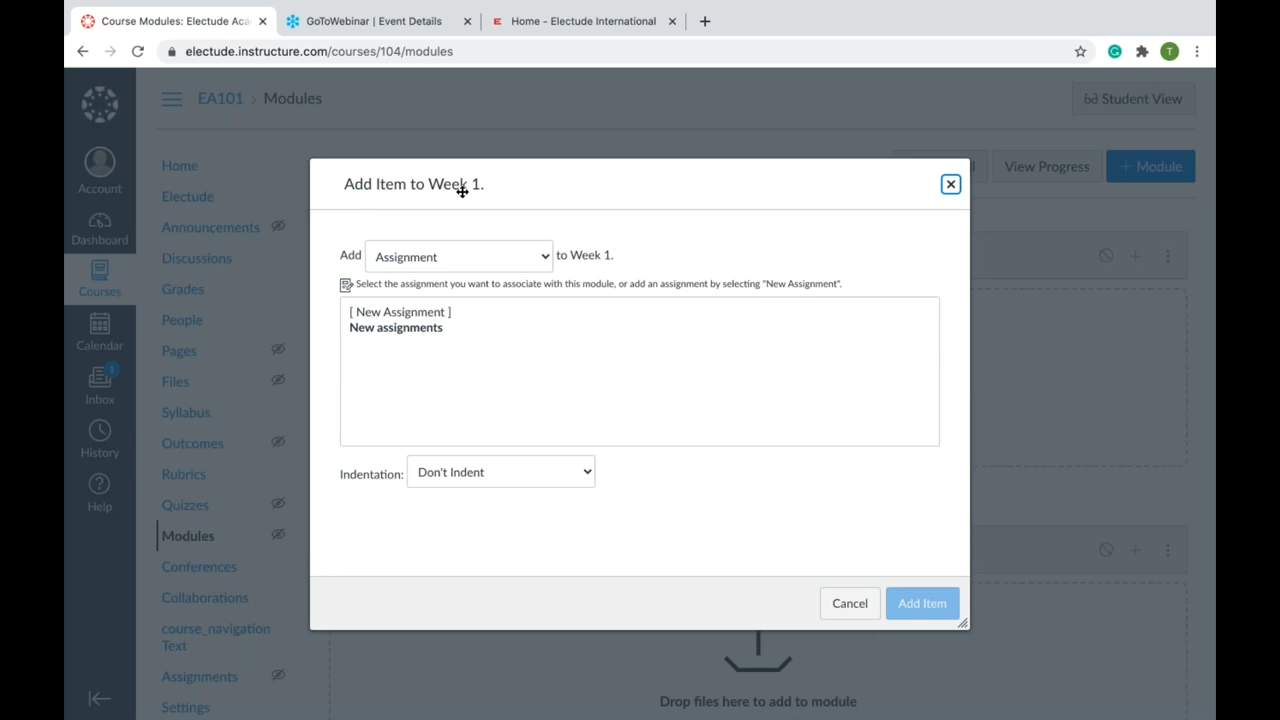 Course Modules: Electude Aca
GoToWebinar | Event Details
Home - Electude International
electude.instructure.com/courses/104/modules
T
EA101 > Modules
Student View
Account
Dashboard
Courses
Calendar
1
Inbox
History
Help
Home
Electude
Announcements
Discussions
Grades
People
Pages
Files
Syllabus
Outcomes
Rubrics
Quizzes
Modules
Conferences
Collaborations
course_navigation
Text
Assignments
Settings
View Progress
+ Module
Add Item to Week 1.
Add Assignment to Week 1.
Select the assignment you want to associate with this module, or add an assignment by selecting "New Assignment".
[ New Assignment ]
New assignments
Indentation: Don't Indent
Cancel
Add Item
Drop files here to add to module